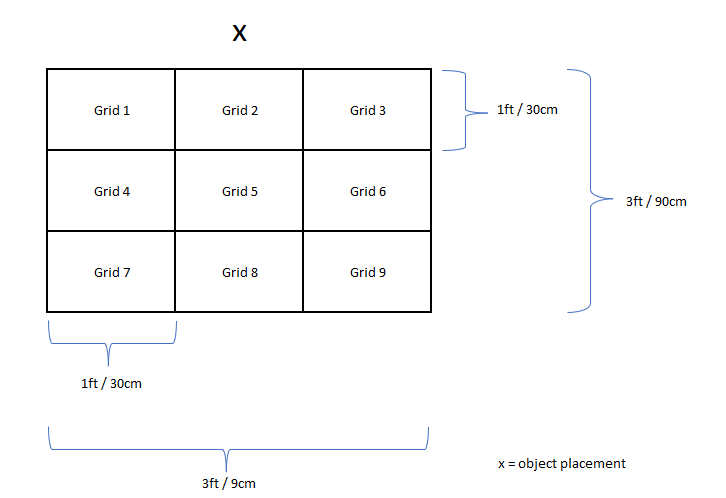 X
Grid 1
Grid 2
Grid 3
1ft / 30cm
Grid 4
Grid 5
Grid 6
3ft / 90cm
Grid 7
Grid 8
Grid 9
1ft / 30cm
3ft / 9cm
x = object placement